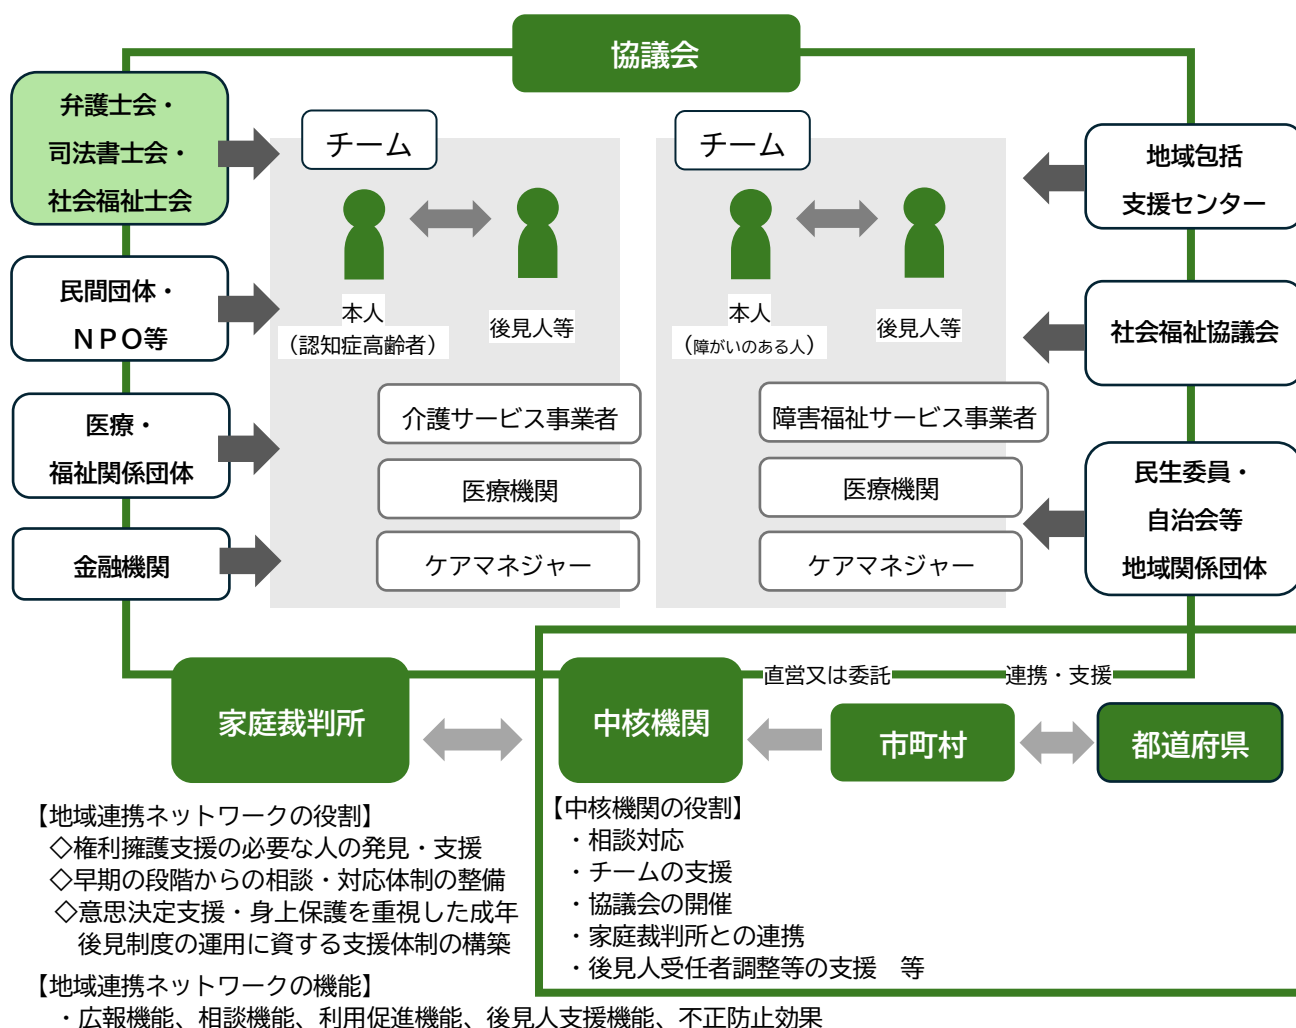 協議会
弁護士会・
司法書士会・
社会福祉士会
民間団体・
ＮＰＯ等
医療・
福祉関係団体
金融機関
チーム
本人
（認知症高齢者）
後見人等
介護サービス事業者
医療機関
ケアマネジャー
チーム
本人
（障がいのある人）
後見人等
障害福祉サービス事業者
医療機関
ケアマネジャー
地域包括
支援センター
社会福祉協議会
民生委員・
自治会等
地域関係団体
家庭裁判所
中核機関
直営又は委託
市町村
連携・支援
都道府県
【地域連携ネットワークの役割】
◇権利擁護支援の必要な人の発見・支援
◇早期の段階からの相談・対応体制の整備
◇意思決定支援・身上保護を重視した成年
後見制度の運用に資する支援体制の構築
【地域連携ネットワークの機能】
・広報機能、相談機能、利用促進機能、後見人支援機能、不正防止効果
【中核機関の役割】
・相談対応
・チームの支援
・協議会の開催
・家庭裁判所との連携
・後見人受任者調整等の支援　等